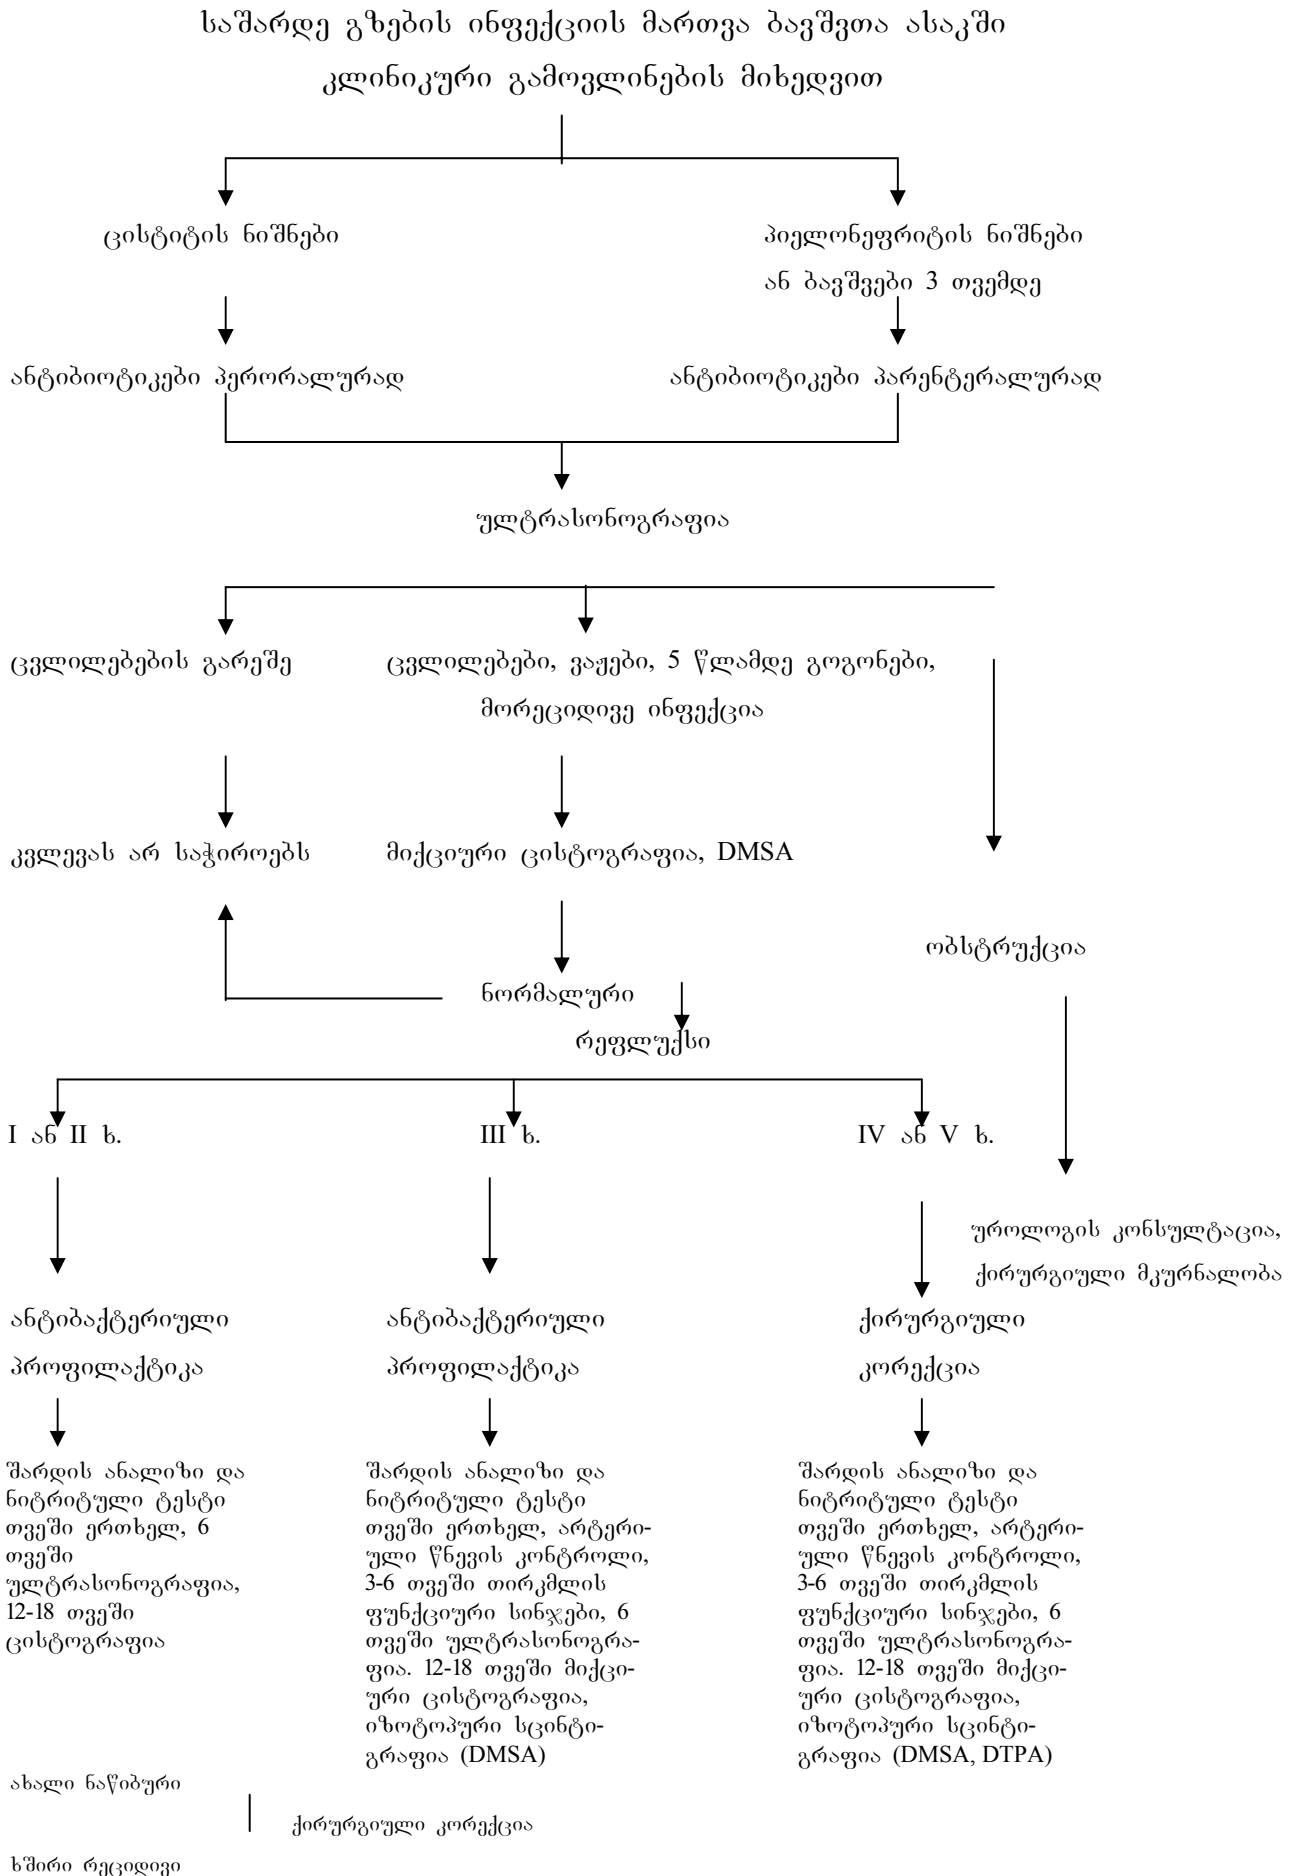 საშარდე გზების ინფექციის მართვა ბავშვთა ასაკში
კლინიკური გამოვლინების მიხედვით
ცისტიტის ნიშნები
პიელონეფრიტის ნიშნები
ან ბავშვები 3 თვემდე
ანტიბიოტიკები პერორალურად
ანტიბიოტიკები პარენტერალურად
ულტრასონოგრაფია
ცვლილებების გარეშე
ცვლილებები, ვაჟები, 5 წლამდე გოგონები,
მორეციდივე ინფექცია
კვლევას არ საჭიროებს
მიქციური ცისტოგრაფია, DMSA
ობსტრუქცია
ნორმალური
რეფლუქსი
I ან II ხ.
III ხ.
IV ან V ხ.
უროლოგის კონსულტაცია,
ქირურგიული მკურნალობა
ანტიბაქტერიული
პროფილაქტიკა
ანტიბაქტერიული
პროფილაქტიკა
ქირურგიული
კორექცია
შარდის ანალიზი და
ნიტრიტული ტესტი
თვეში ერთხელ, 6
თვეში
ულტრასონოგრაფია,
12-18 თვეში
ცისტოგრაფია
შარდის ანალიზი და
ნიტრიტული ტესტი
თვეში ერთხელ, არტერი-
ული წნევის კონტროლი,
3-6 თვეში თირკმლის
ფუნქციური სინჯები, 6
თვეში ულტრასონოგრა-
ფია. 12-18 თვეში მიქცი-
ური ცისტოგრაფია,
იზოტოპური სცინტი-
გრაფია (DMSA)
შარდის ანალიზი და
ნიტრიტული ტესტი
თვეში ერთხელ, არტერი-
ული წნევის კონტროლი,
3-6 თვეში თირკმლის
ფუნქციური სინჯები, 6
თვეში ულტრასონოგრა-
ფია. 12-18 თვეში მიქცი-
ური ცისტოგრაფია,
იზოტოპური სცინტი-
გრაფია (DMSA, DTPA)
ახალი ნაწიბური
ქირურგიული კორექცია
ხშირი რეციდივი